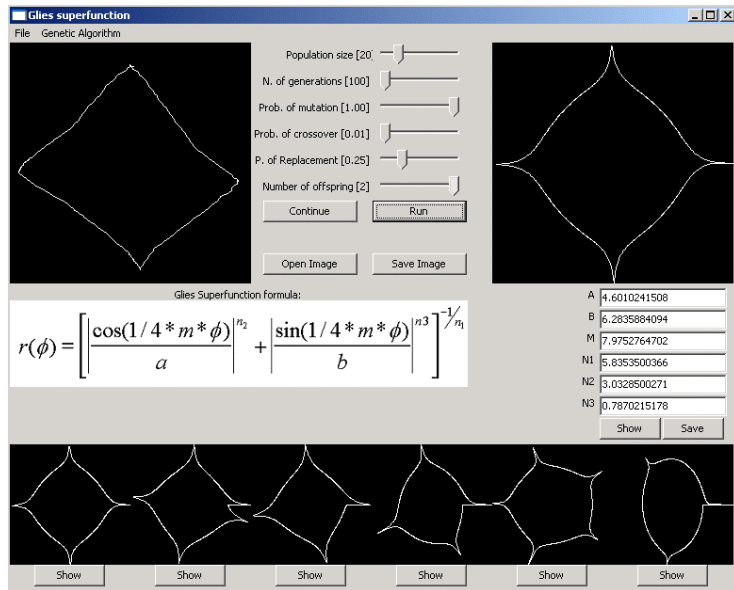 Glies superfunction
File Genetic Algorithm
Population size [20]
N. of generations [100]
Prob. of mutation [1.00]
Prob. of crossover [0.01]
P. of Replacement [0.25]
Number of offspring [2]
Continue Run
Open Image Save Image
Glies Superfunction formula:
r(ϕ) = [|cos(1/4*m*ϕ)/a|^n₂ + |sin(1/4*m*ϕ)/b|^n3]^-1/n₁
A 4.6010241508
B 6.2835884094
M 7.9752764702
N1 5.8353500366
N2 3.0328500271
N3 0.7870215178
Show Save
Show Show Show Show Show Show